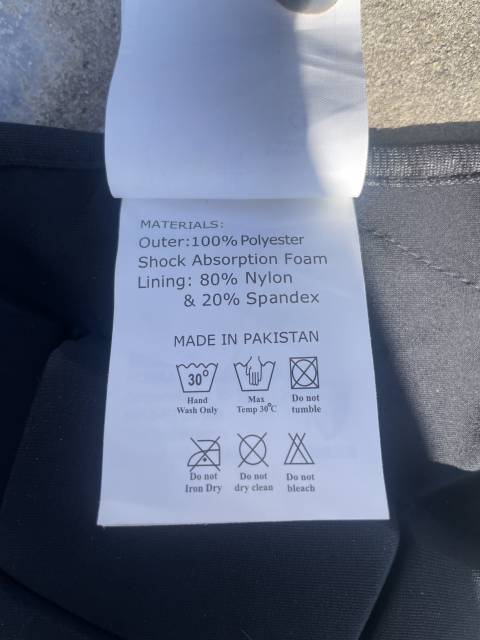 MATERIALS:
Outer:100% Polyester
Shock Absorption Foam
Lining: 80% Nylon
& 20% Spandex
MADE IN PAKISTAN
30°
Hand
Wash Only
Max
Temp 30°C
Do not
tumble
Do not
Iron Dry
Do not
dry clean
Do not
bleach